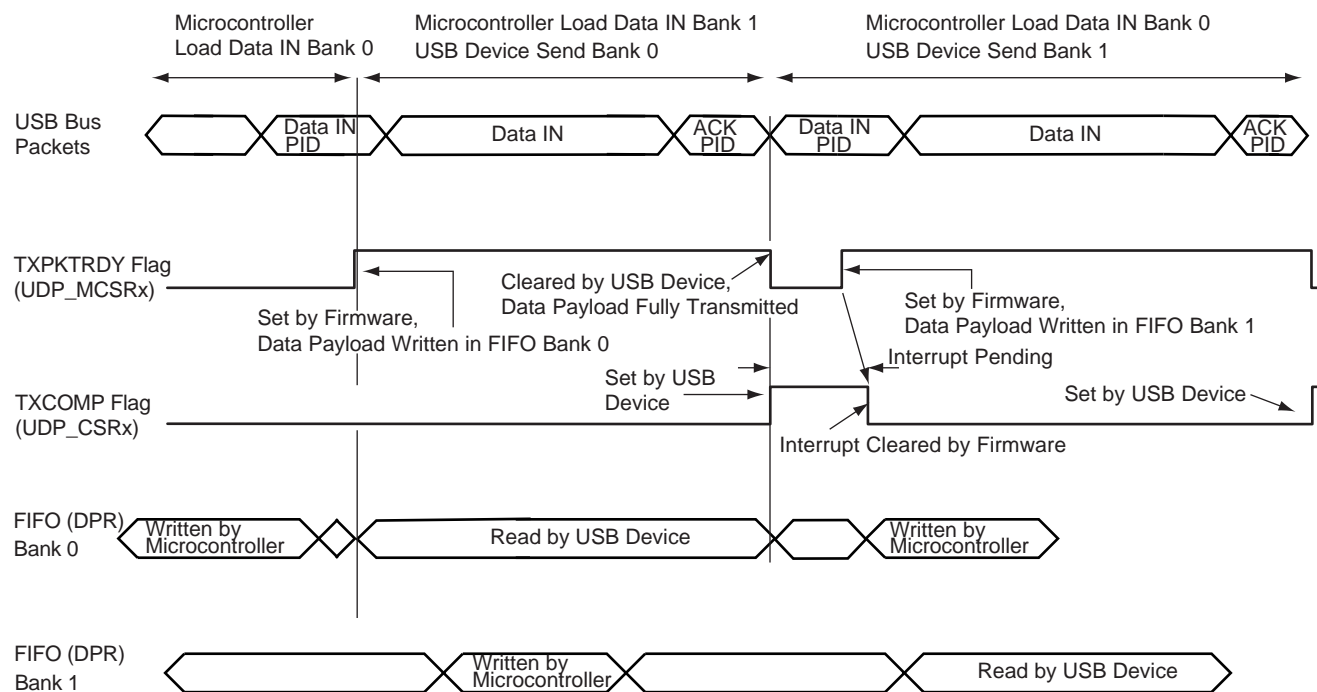 Microcontroller
Load Data IN Bank 0
Microcontroller Load Data IN Bank 1
USB Device Send Bank 0
Microcontroller Load Data IN Bank 0
USB Device Send Bank 1
USB Bus
Packets
Data IN
PID
Data IN
ACK
PID
Data IN
PID
Data IN
ACK
PID
TXPKTRDY Flag
(UDP_MCSRx)
Set by Firmware,
Data Payload Written in FIFO Bank 0
Cleared by USB Device,
Data Payload Fully Transmitted
Set by Firmware,
Data Payload Written in FIFO Bank 1
Interrupt Pending
TXCOMP Flag
(UDP_CSRx)
Set by USB
Device
Set by USB Device
Interrupt Cleared by Firmware
FIFO (DPR)
Bank 0
Written by
Microcontroller
Read by USB Device
Written by
Microcontroller
FIFO (DPR)
Bank 1
Written by
Microcontroller
Read by USB Device